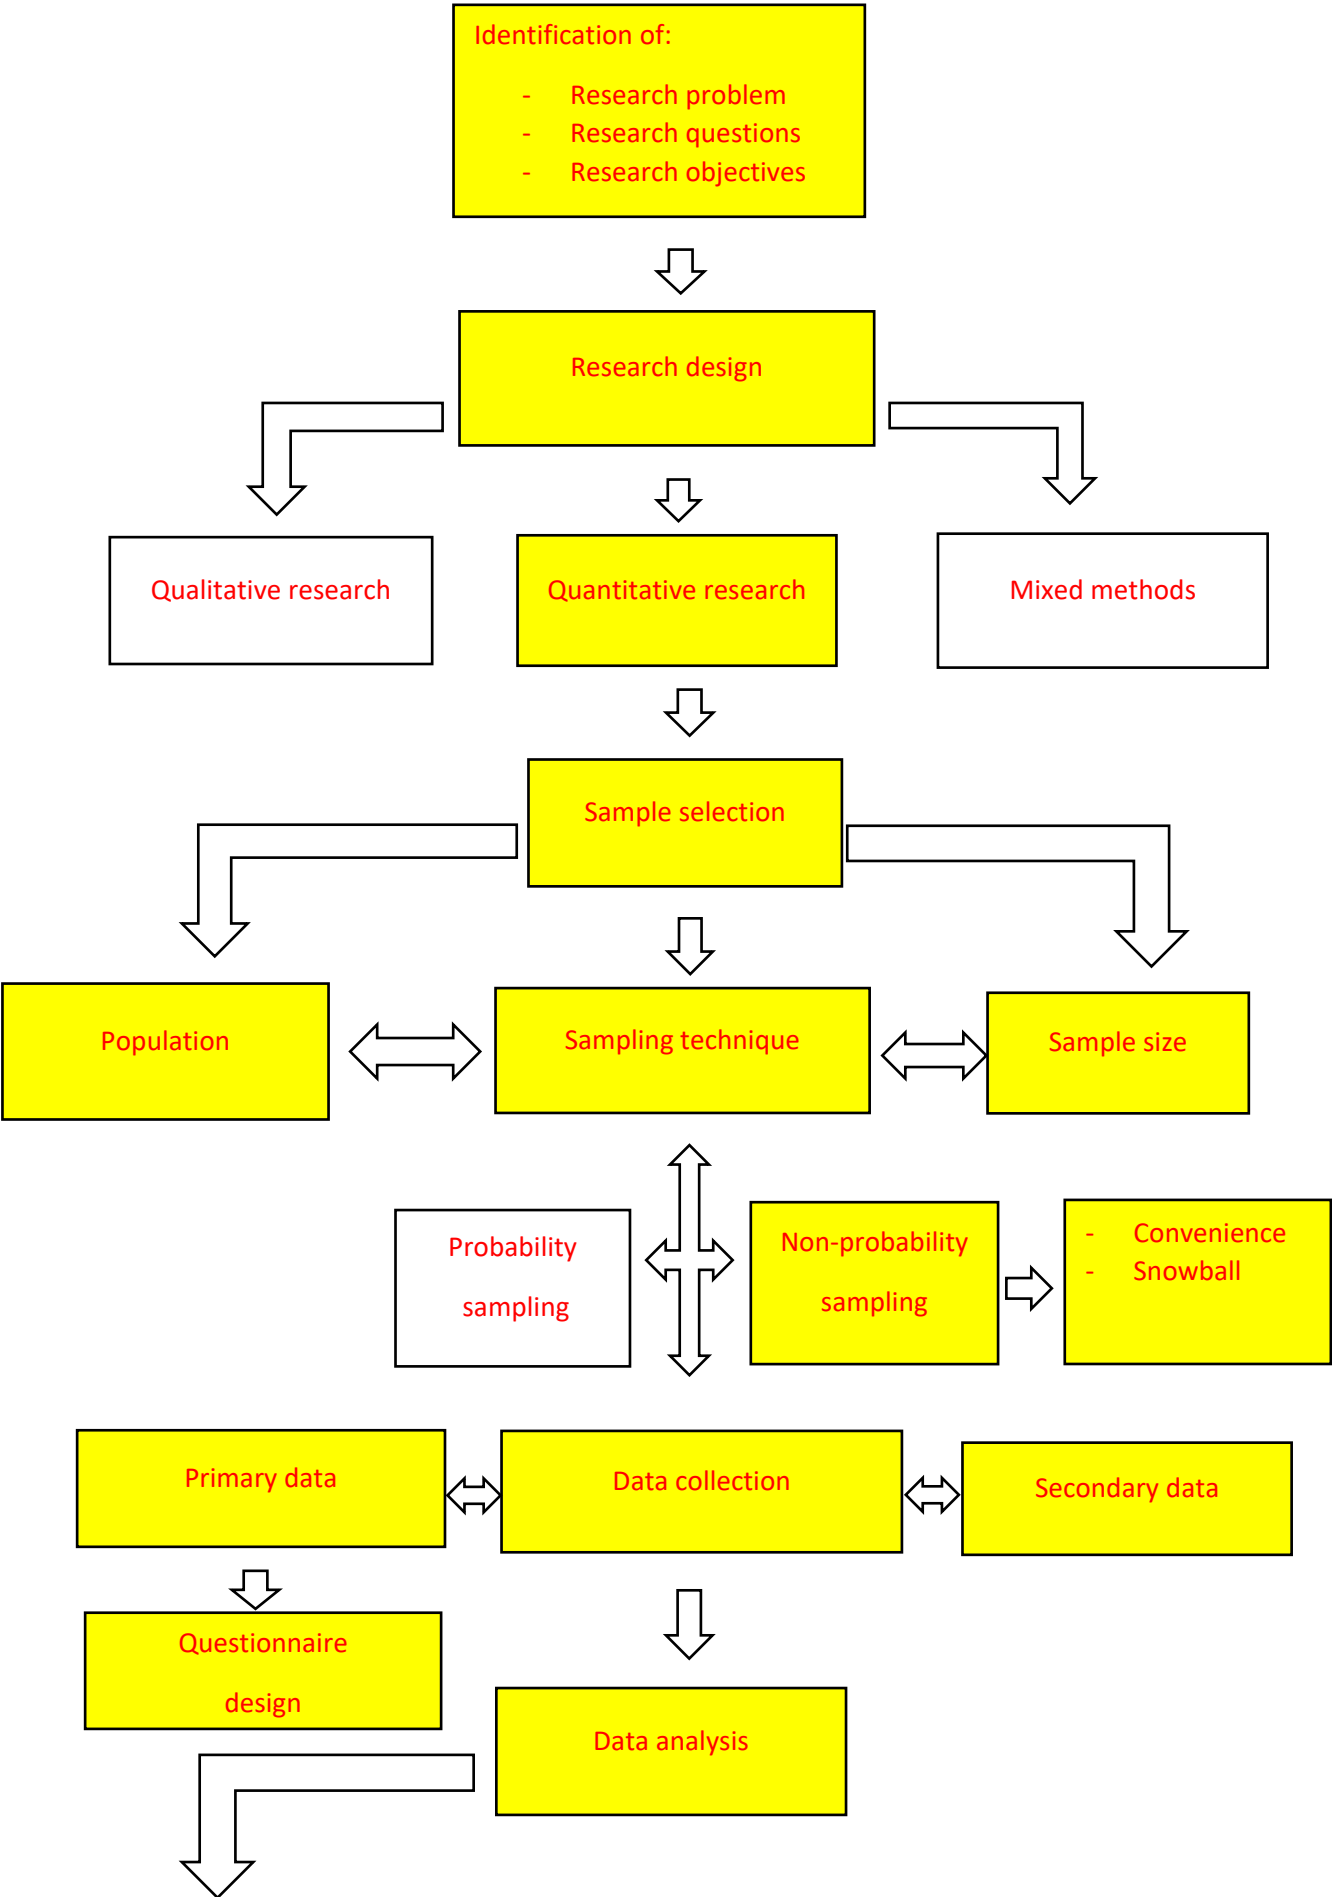 Identification of:
- Research problem
- Research questions
- Research objectives
Research design
Qualitative research
Quantitative research
Mixed methods
Sample selection
Population
Sampling technique
Sample size
Probability
sampling
Non-probability
sampling
- Convenience
- Snowball
Primary data
Data collection
Secondary data
Questionnaire
design
Data analysis